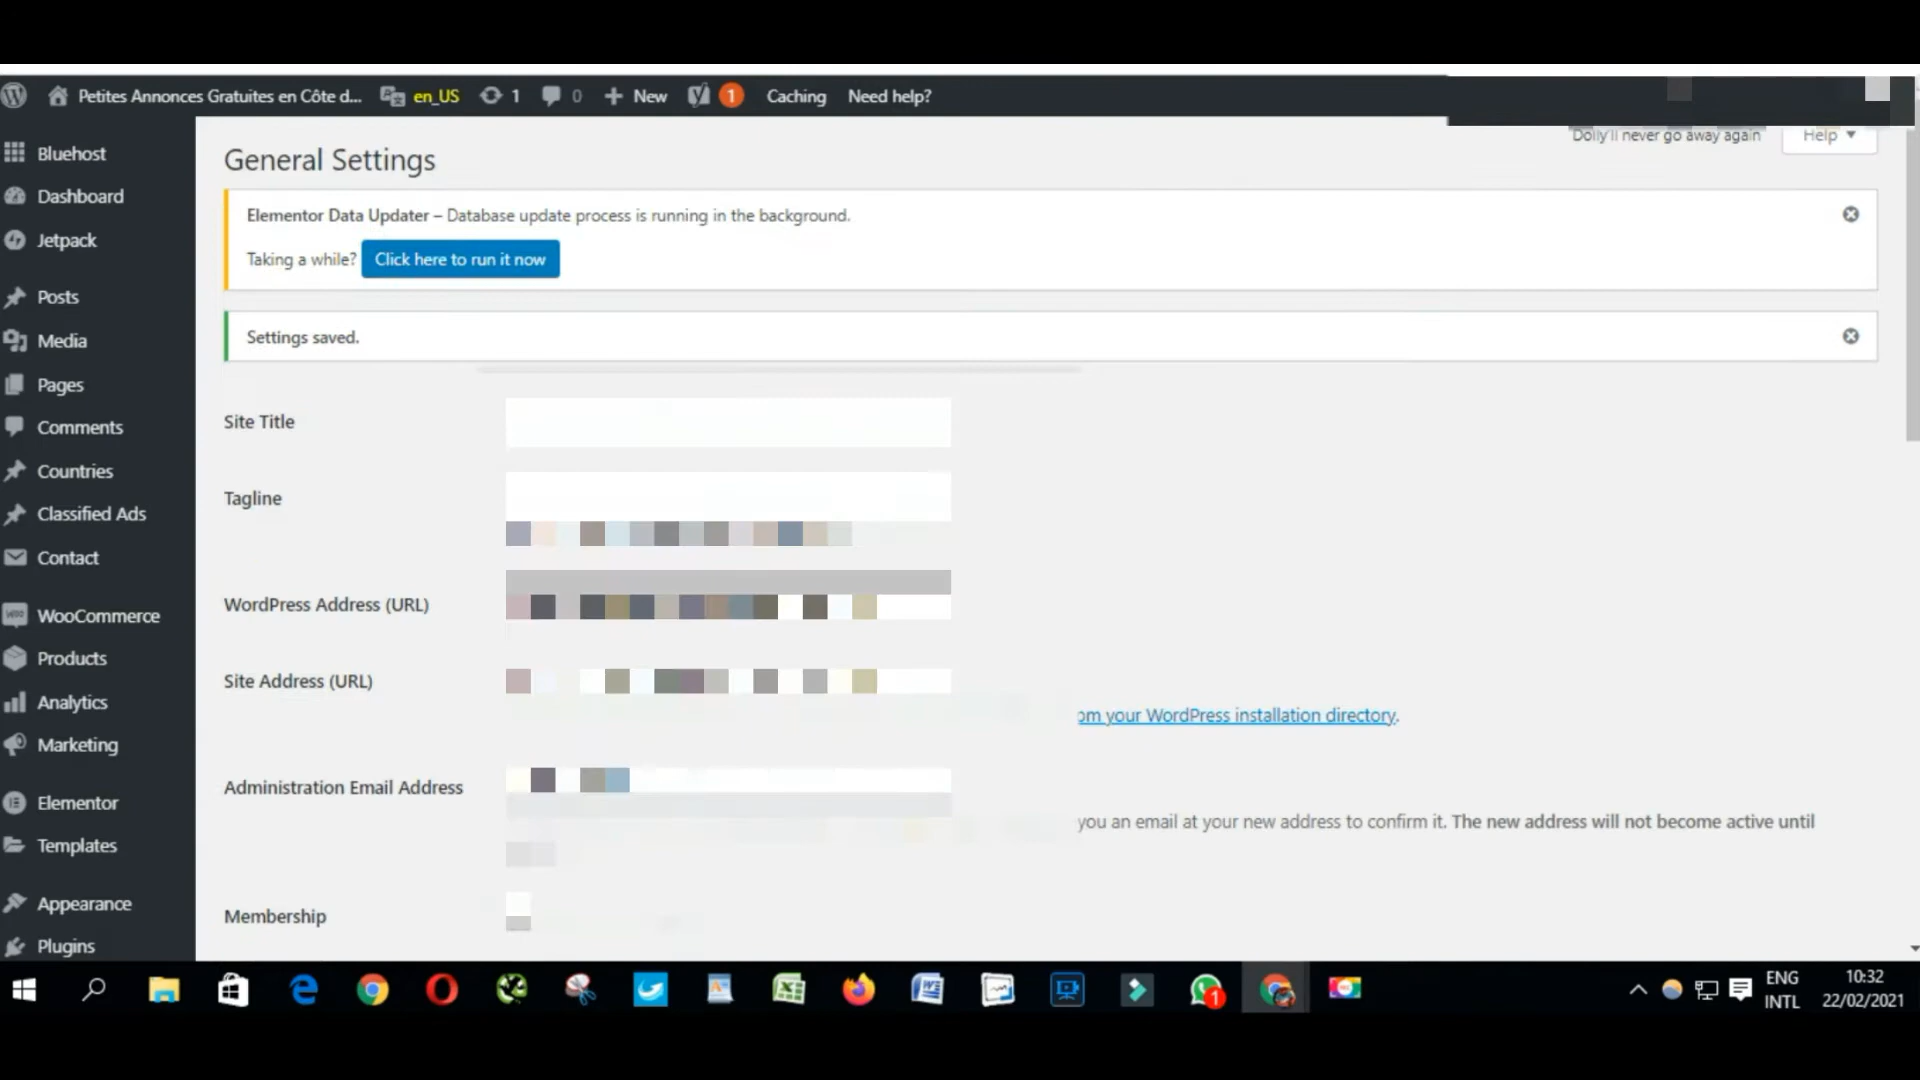 Petites Annonces Gratuites en Côte d... en_US 1 0 New 1 Caching Need help?
Dolly'll never go away again Help
Bluehost
Dashboard
Jetpack
Posts
Media
Pages
Comments
Countries
Classified Ads
Contact
WooCommerce
Products
Analytics
Marketing
Elementor
Templates
Appearance
Plugins
General Settings
Elementor Data Updater – Database update process is running in the background.
Taking a while? Click here to run it now
Settings saved.
Site Title
Tagline
WordPress Address (URL)
Site Address (URL)
your WordPress installation directory.
Administration Email Address
you an email at your new address to confirm it. The new address will not become active until
Membership
1
ENG
INTL
10:32
22/02/2021